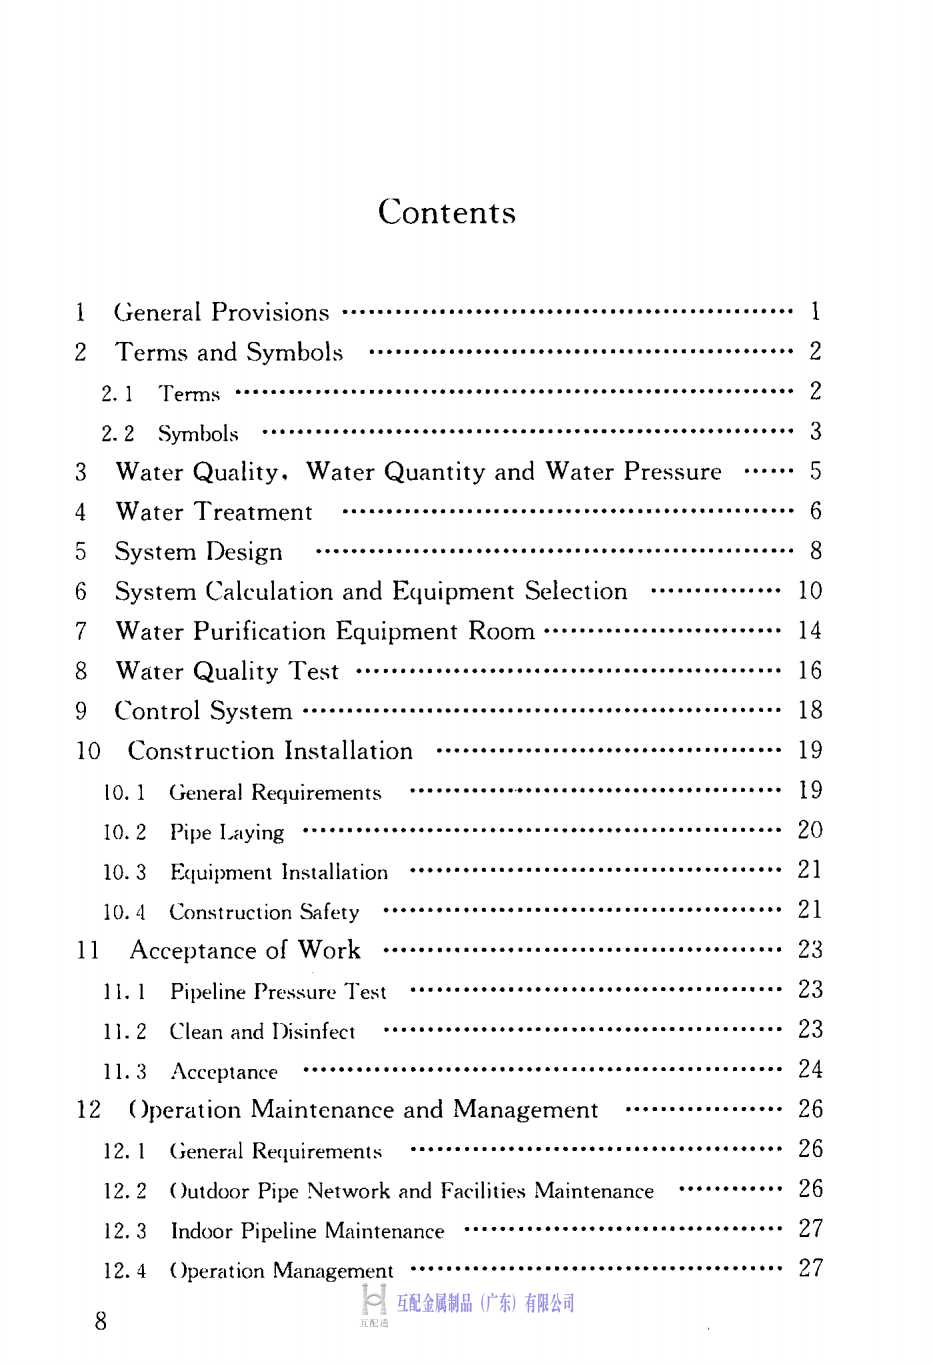 Contents
1 General Provisions ………………………………………… 1
2 Terms and Symbols ………………………………………… 2
2.1 Terms ………………………………………… 2
2.2 Symbols ………………………………………… 3
3 Water Quality, Water Quantity and Water Pressure …… 5
4 Water Treatment ………………………………………… 6
5 System Design ………………………………………… 8
6 System Calculation and Equipment Selection …………… 10
7 Water Purification Equipment Room ……………………… 14
8 Water Quality Test ………………………………………… 16
9 Control System ………………………………………… 18
10 Construction Installation ………………………………… 19
10.1 General Requirements ………………………………… 19
10.2 Pipe Laying ………………………………………… 20
10.3 Equipment Installation ………………………………… 21
10.4 Construction Safety ………………………………… 21
11 Acceptance of Work ………………………………… 23
11.1 Pipeline Pressure Test ………………………………… 23
11.2 Clean and Disinfect ………………………………… 23
11.3 Acceptance ………………………………………… 24
12 Operation Maintenance and Management ……………… 26
12.1 General Requirements ………………………………… 26
12.2 Outdoor Pipe Network and Facilities Maintenance ………… 26
12.3 Indoor Pipeline Maintenance …………………………… 27
12.4 Operation Management ………………………………… 27
互配金属制品（广东）有限公司
互配通
8